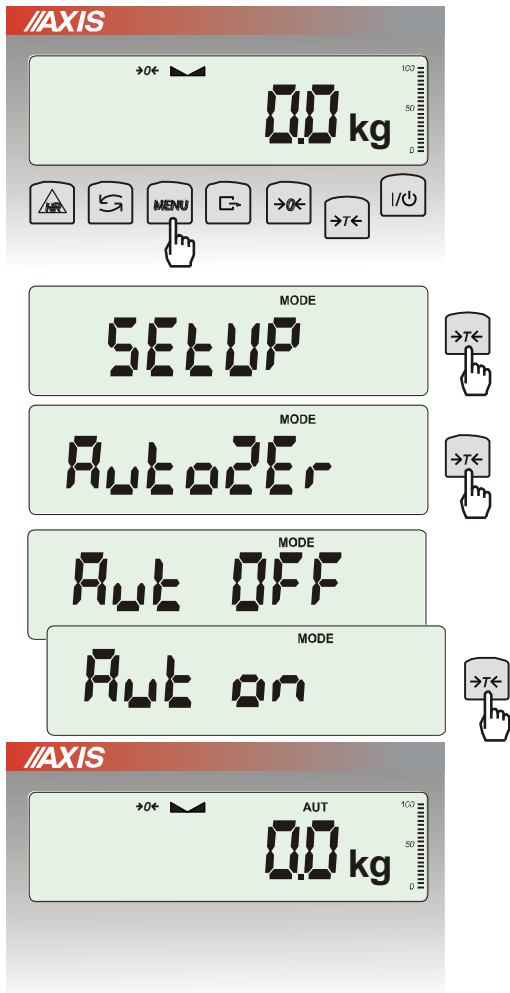 //AXIS
→0← 100
50
0.0 kg
0
HR MENU →0← →T← I/⏻
MODE
SEtUP
→T←
MODE
AutoZEr
→T←
MODE
Aut OFF
MODE
Aut on
→T←
//AXIS
→0← AUT 100
50
0.0 kg
0